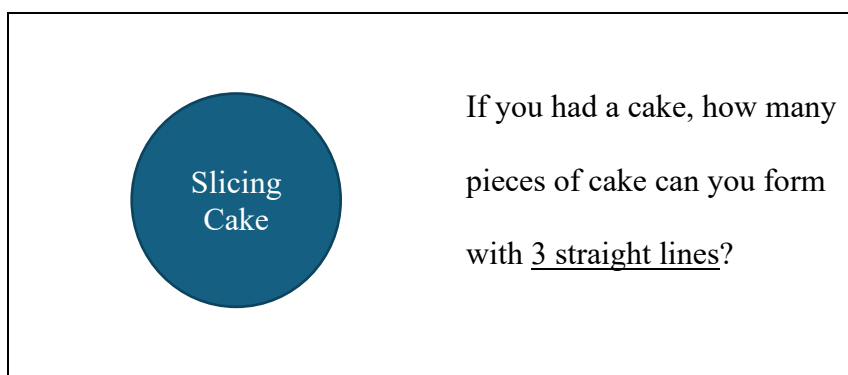 Slicing
Cake
If you had a cake, how many
pieces of cake can you form
with 3 straight lines?